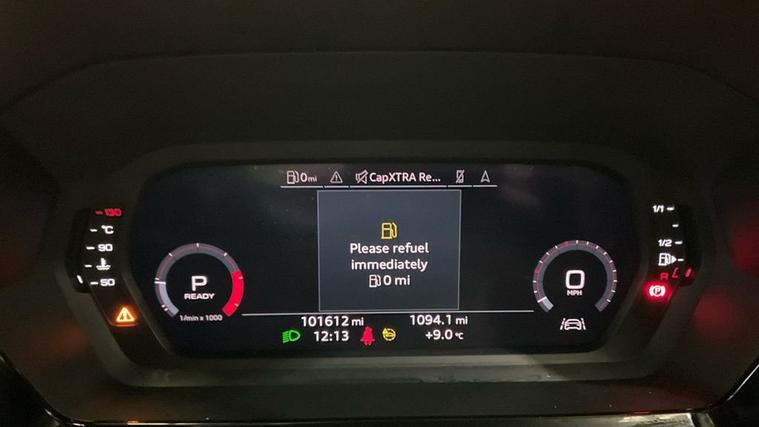 0mi CapXTRA Re...
130
°C
90
50
Please refuel
immediately
0 mi
P
READY
1/min x 1000
0
MPH
1/1
1/2
R
(P)
101612 mi
1094.1 mi
12:13
+9.0 °C